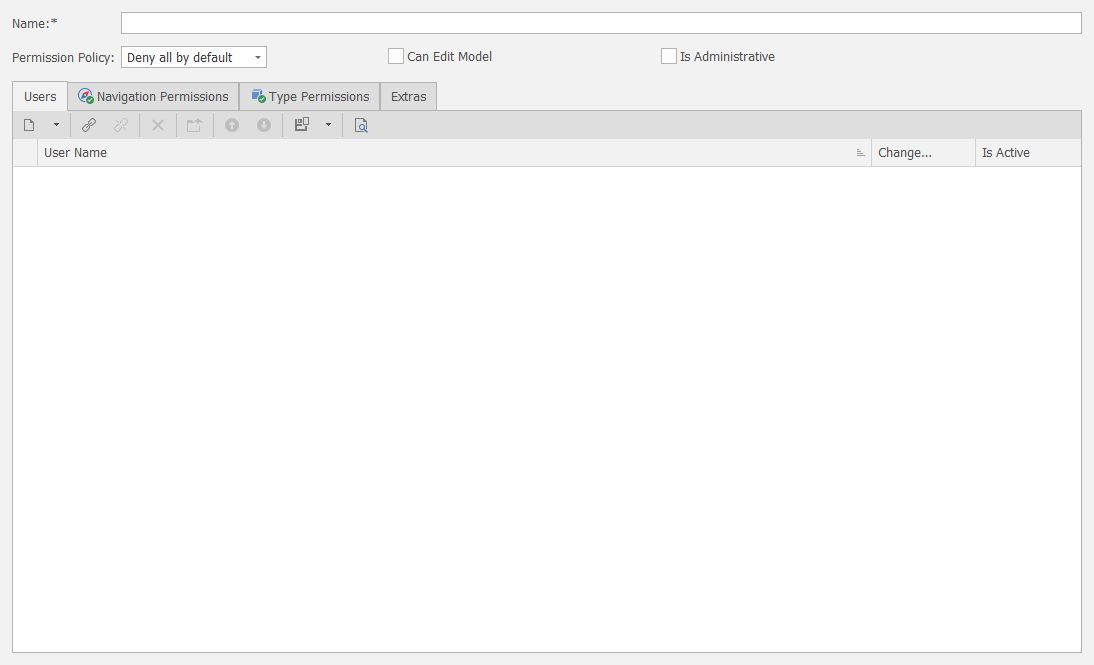 Name:*
Permission Policy: Deny all by default Can Edit Model Is Administrative
Users Navigation Permissions Type Permissions Extras
User Name Change... Is Active